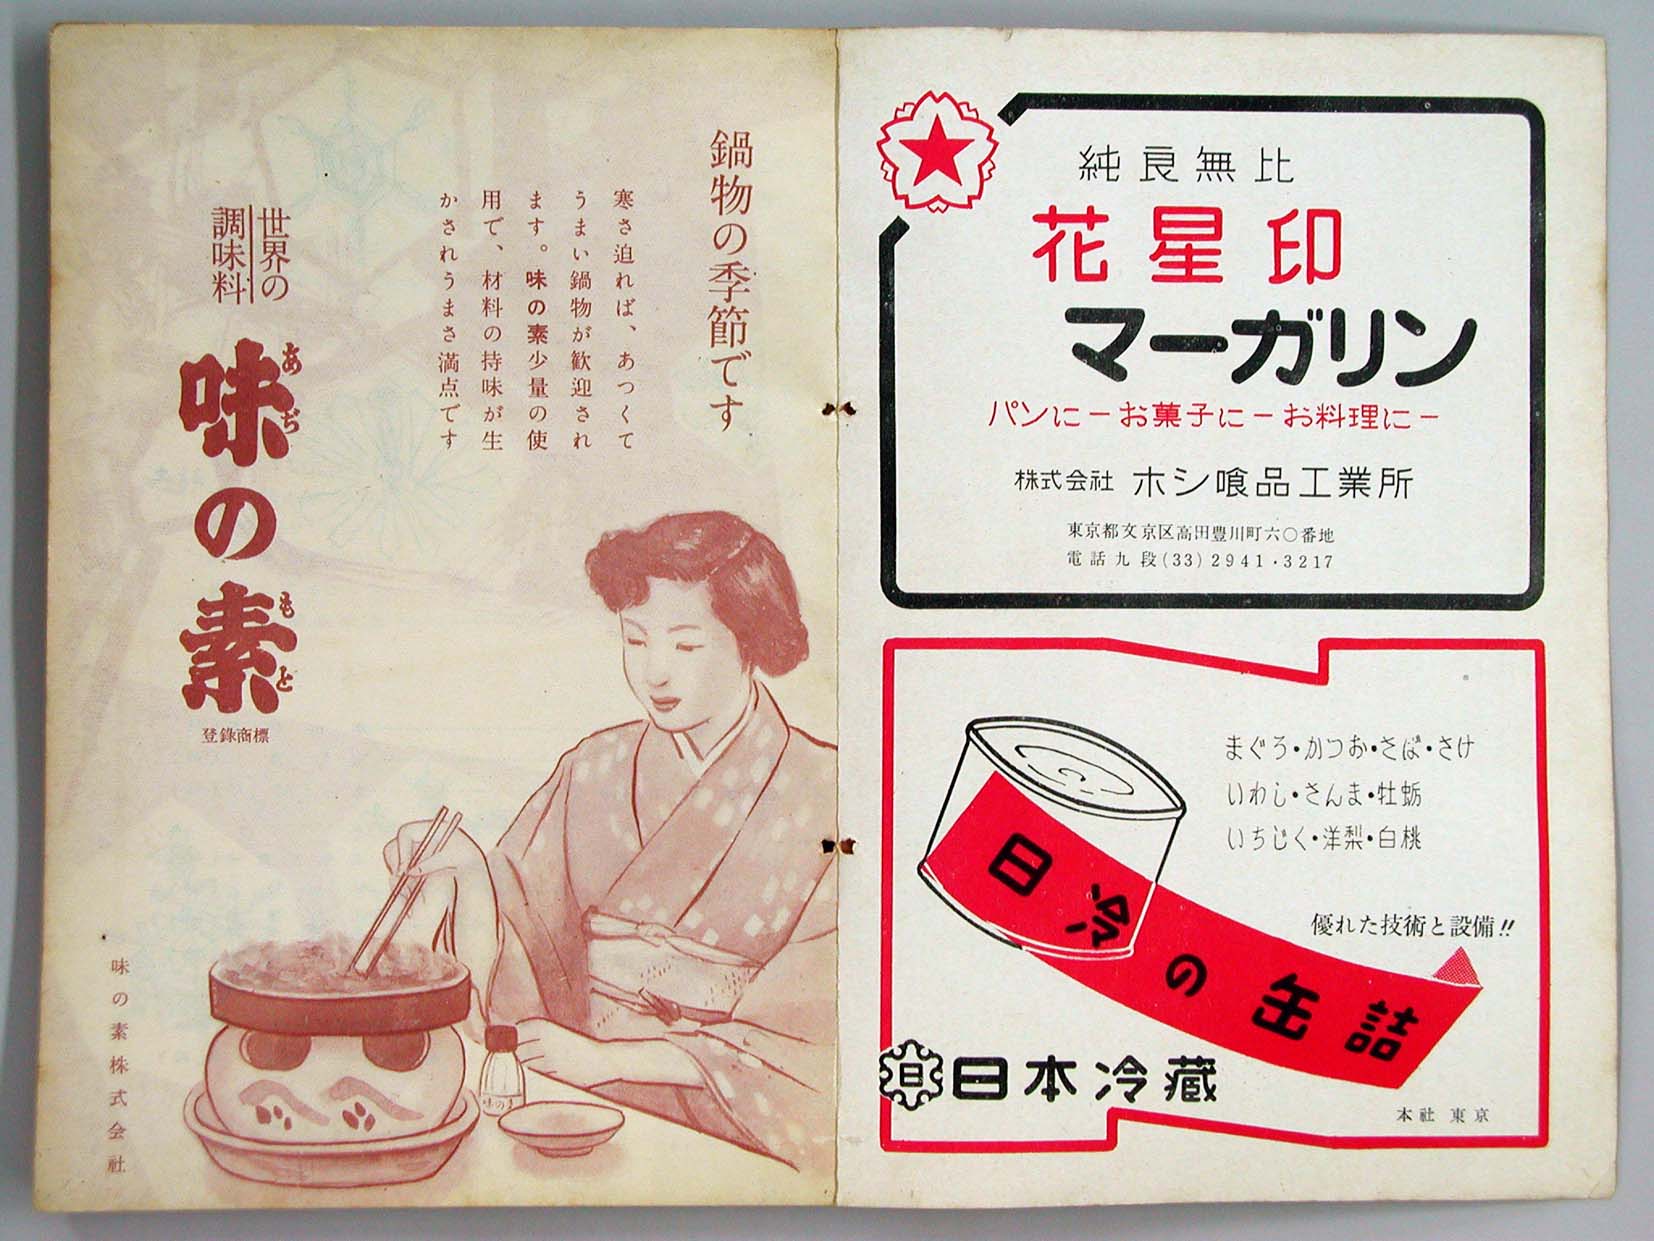 純良無比
花星印
マーガリン
パンに－お菓子に－お料理に－
株式会社 ホシ喰品工業所
東京都文京区高田豊川町六〇番地
電話九段(33)2941・3217
まぐろ・かつお・さば・さけ
いわし・さんま・牡蛎
いちじく・洋梨・白桃
優れた技術と設備!!
日冷の缶詰
日
日本冷蔵
本社 東京
鍋物の季節です
寒さ迫れば、あつくて
うまい鍋物が歓迎され
ます。味の素少量の使
用で、材料の持味が生
かされうまさ満点です
世界の
調味料
味の素
あぢ
もと
登錄商標
味の素
味の素株式会社